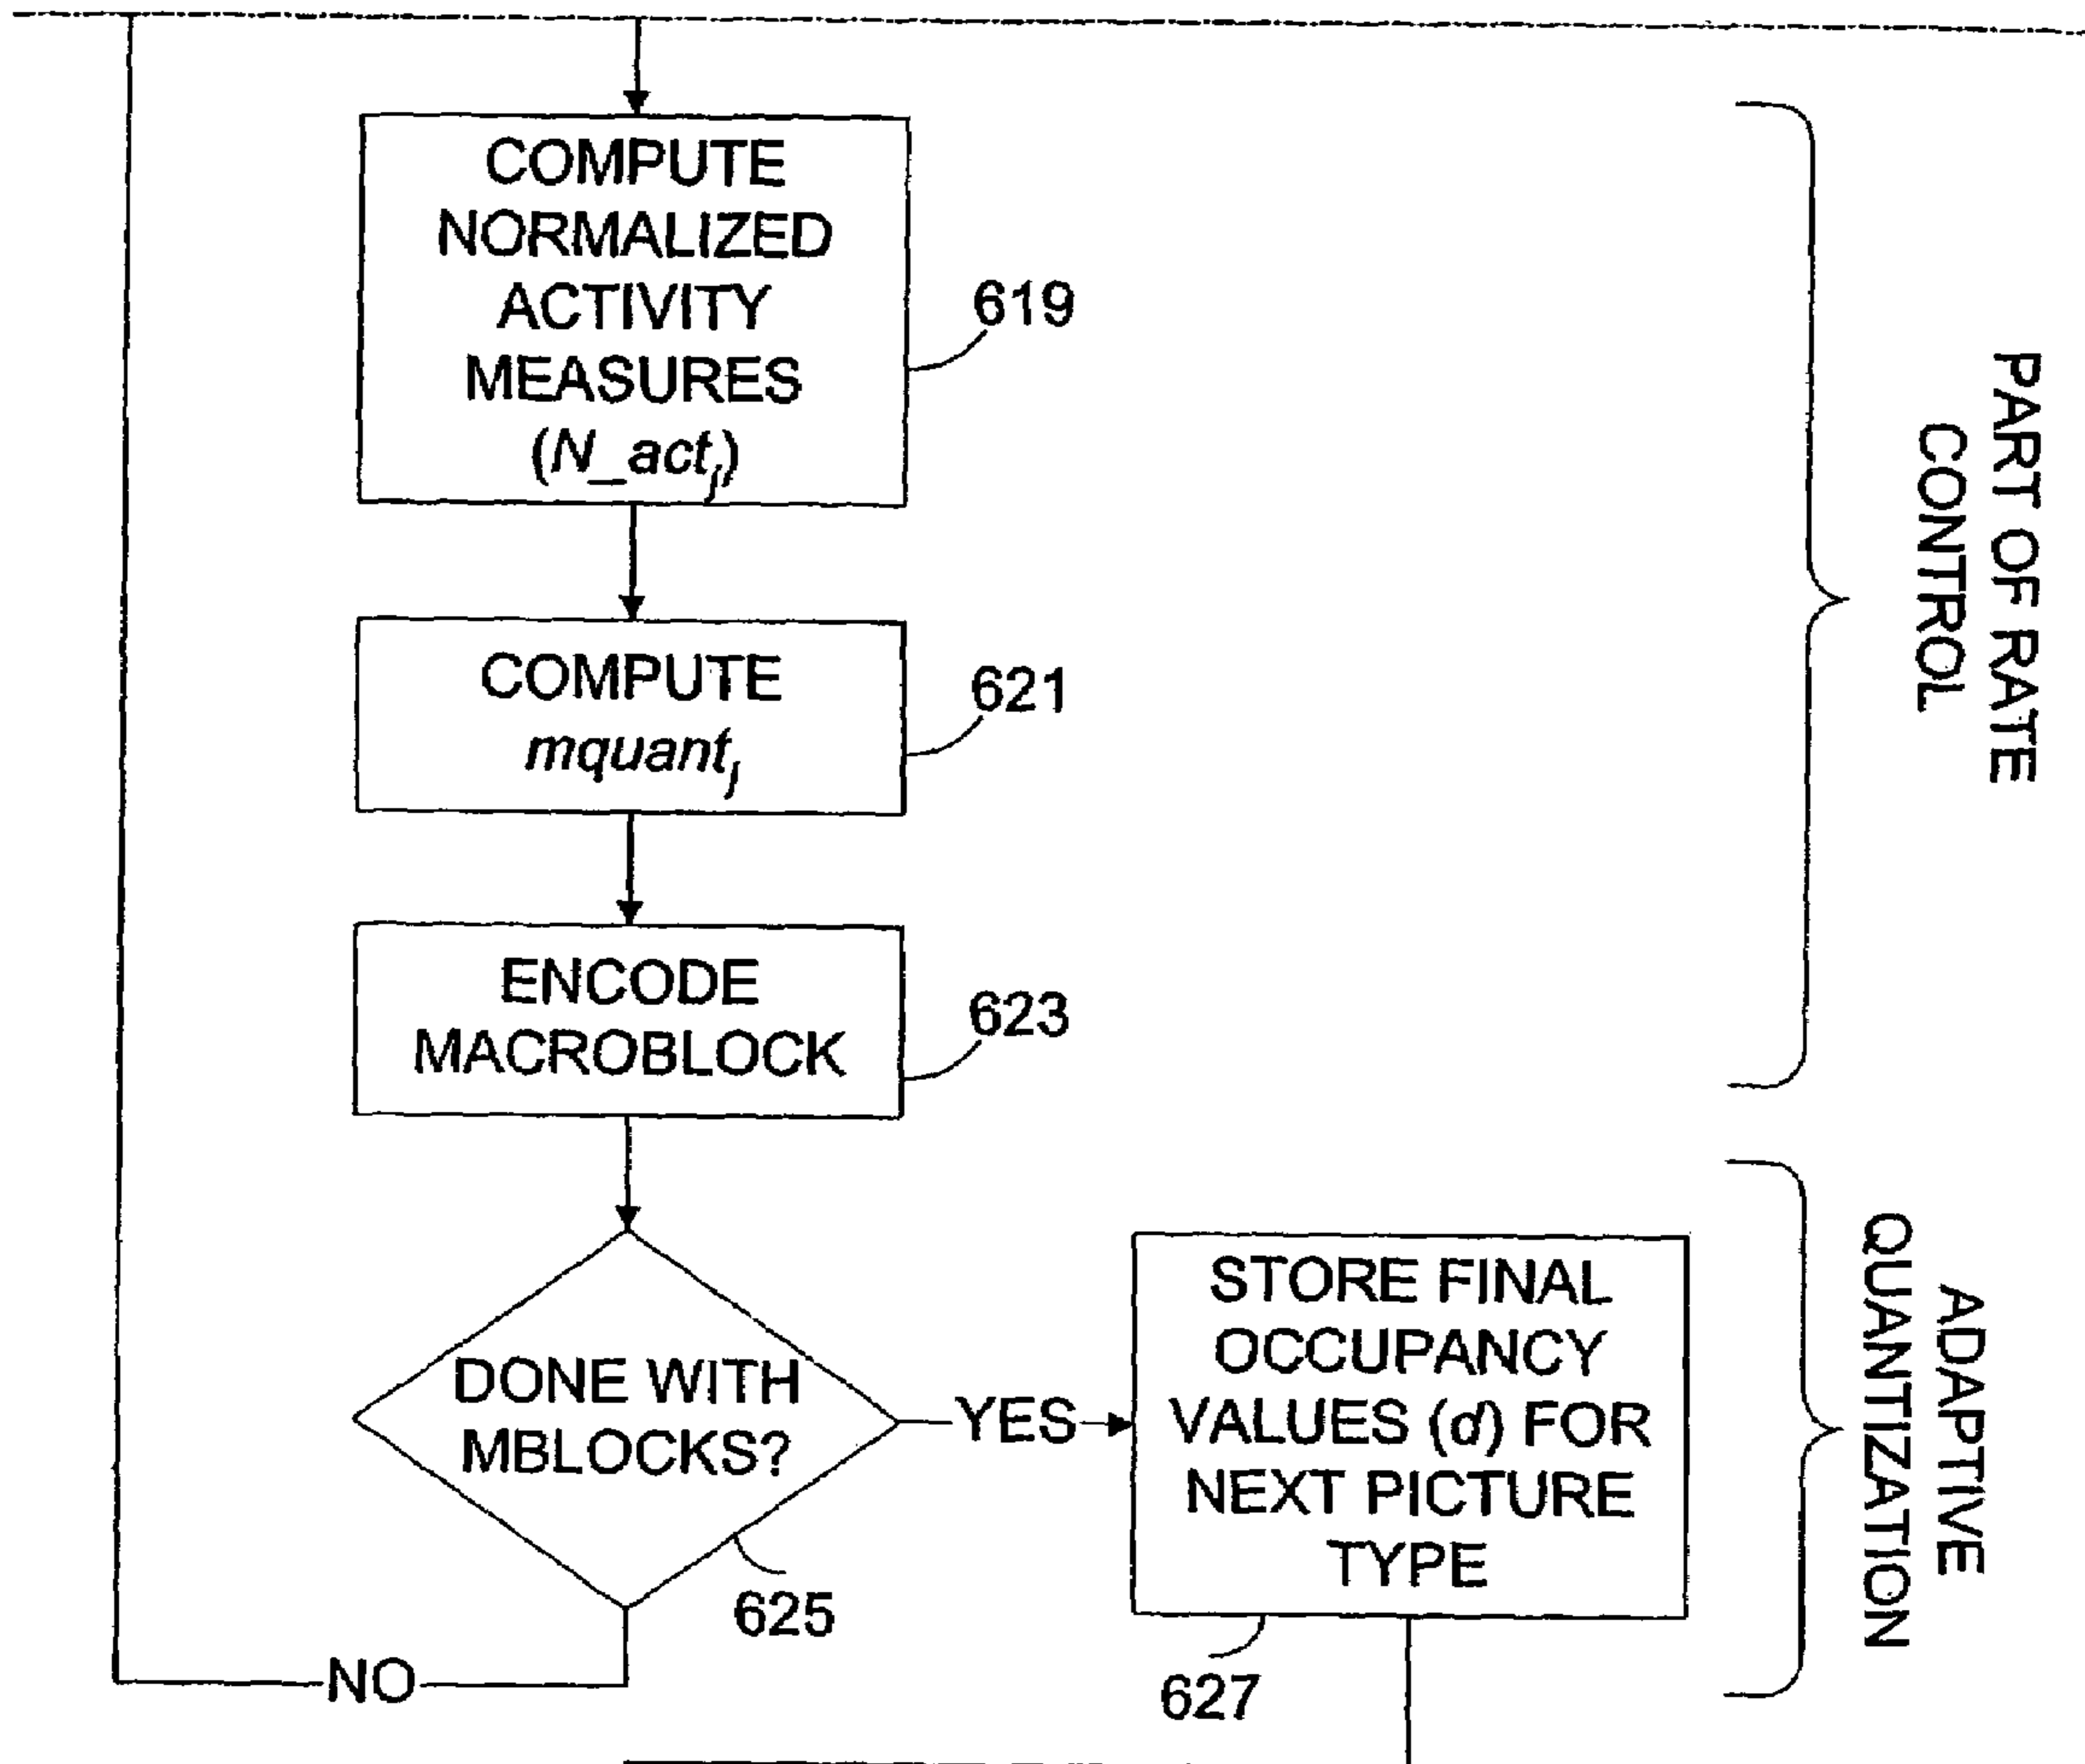 COMPUTE
NORMALIZED
ACTIVITY
MEASURES
(N_actj)
619
COMPUTE
mquantj
621
ENCODE
MACROBLOCK
623
PART OF RATE
CONTROL
DONE WITH
MBLOCKS?
625
YES
NO
STORE FINAL
OCCUPANCY
VALUES (d) FOR
NEXT PICTURE
TYPE
627
ADAPTIVE
QUANTIZATION